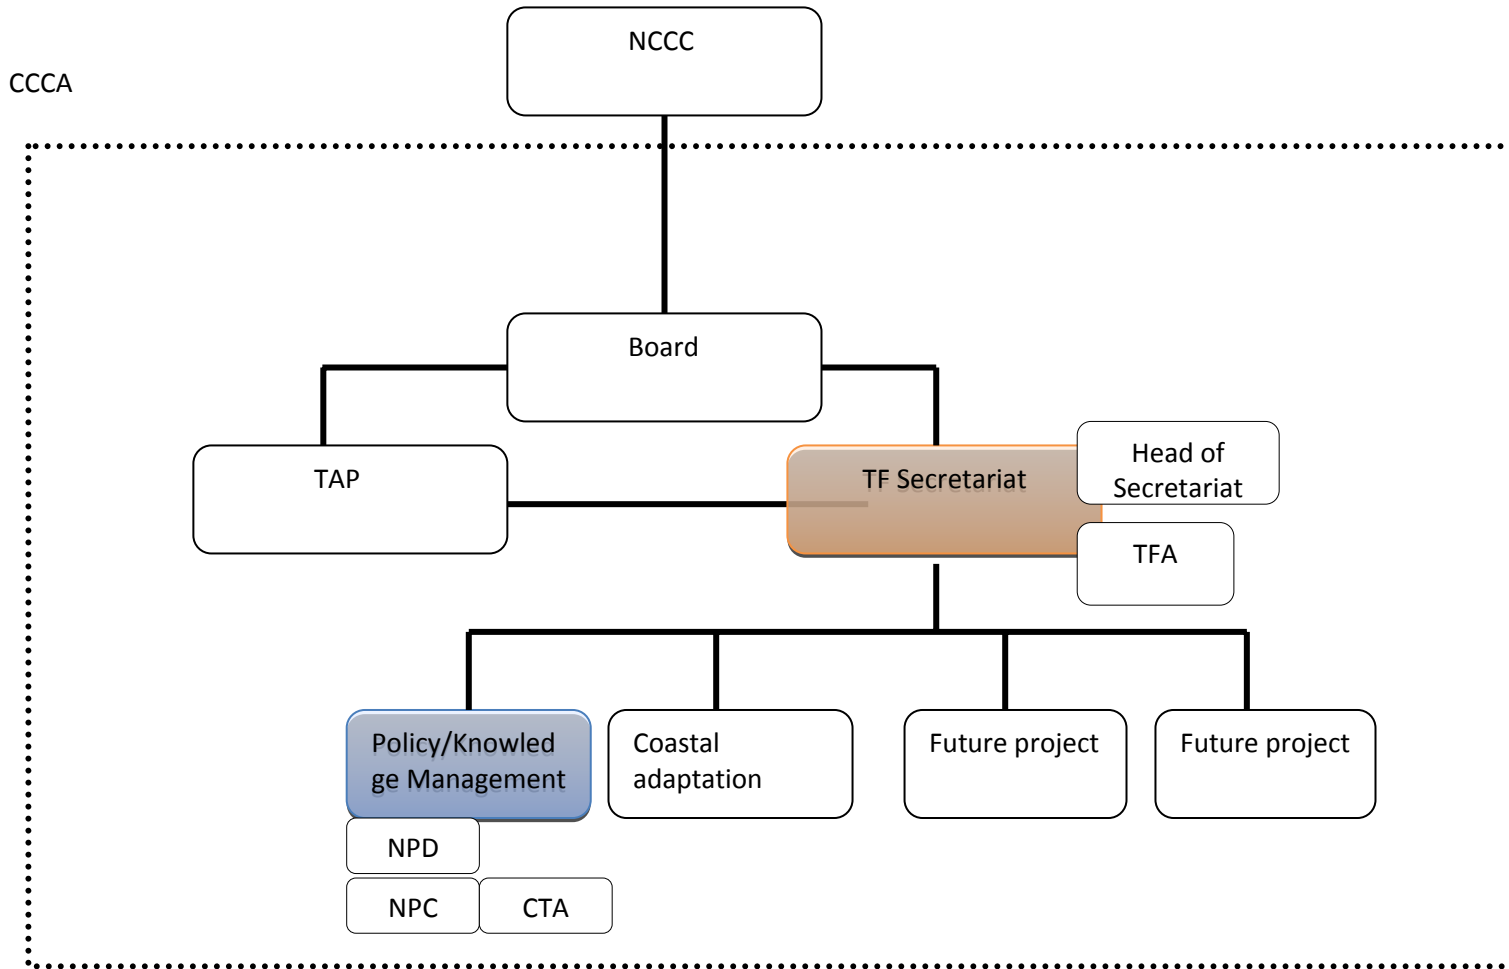 NCCC
CCCA
Board
TAP
TF Secretariat
Head of
Secretariat
TFA
Policy/Knowled
ge Management
Coastal
adaptation
Future project
Future project
NPD
NPC
CTA